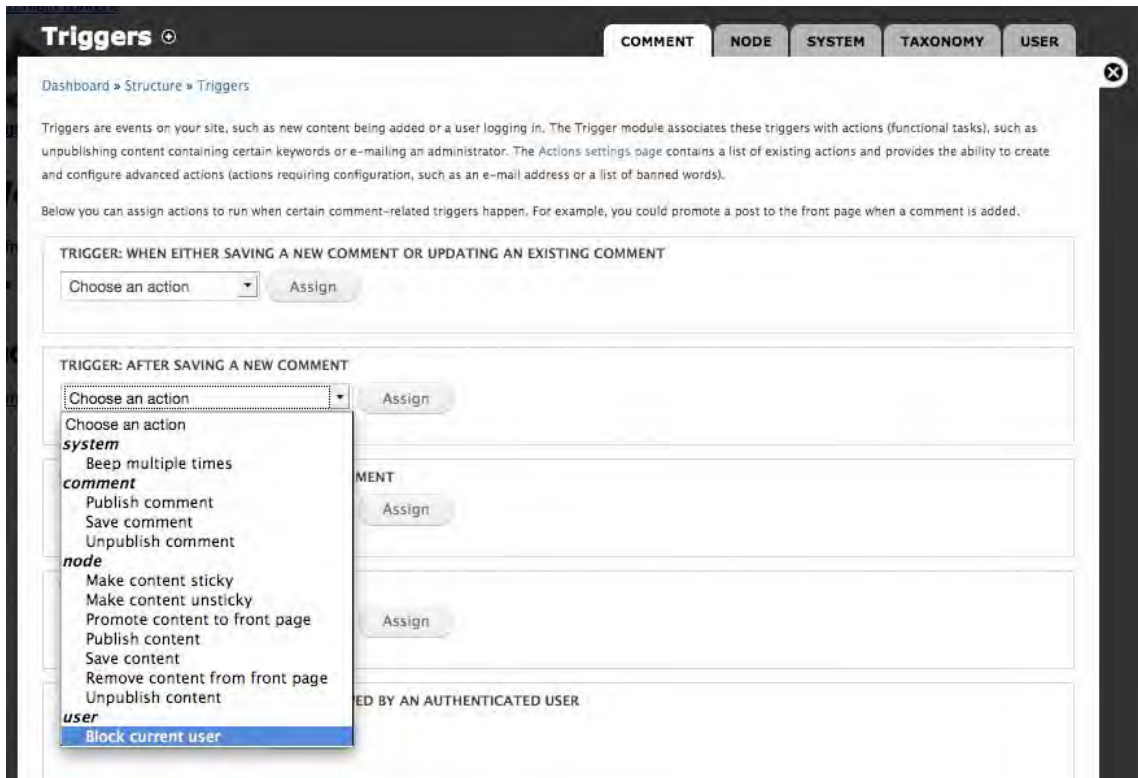 Triggers
COMMENT NODE SYSTEM TAXONOMY USER
Dashboard » Structure » Triggers
Triggers are events on your site, such as new content being added or a user logging in. The Trigger module associates these triggers with actions (functional tasks), such as
unpublishing content containing certain keywords or e-mailing an administrator. The Actions settings page contains a list of existing actions and provides the ability to create
and configure advanced actions (actions requiring configuration, such as an e-mail address or a list of banned words).
Below you can assign actions to run when certain comment-related triggers happen. For example, you could promote a post to the front page when a comment is added.
TRIGGER: WHEN EITHER SAVING A NEW COMMENT OR UPDATING AN EXISTING COMMENT
Choose an action Assign
TRIGGER: AFTER SAVING A NEW COMMENT
Choose an action Assign
Choose an action
system
Beep multiple times
comment
MENT
Publish comment
Assign
Save comment
Unpublish comment
node
Make content sticky
Make content unsticky
Promote content to front page
Assign
Publish content
Save content
Remove content from front page
Unpublish content
ED BY AN AUTHENTICATED USER
user
Block current user